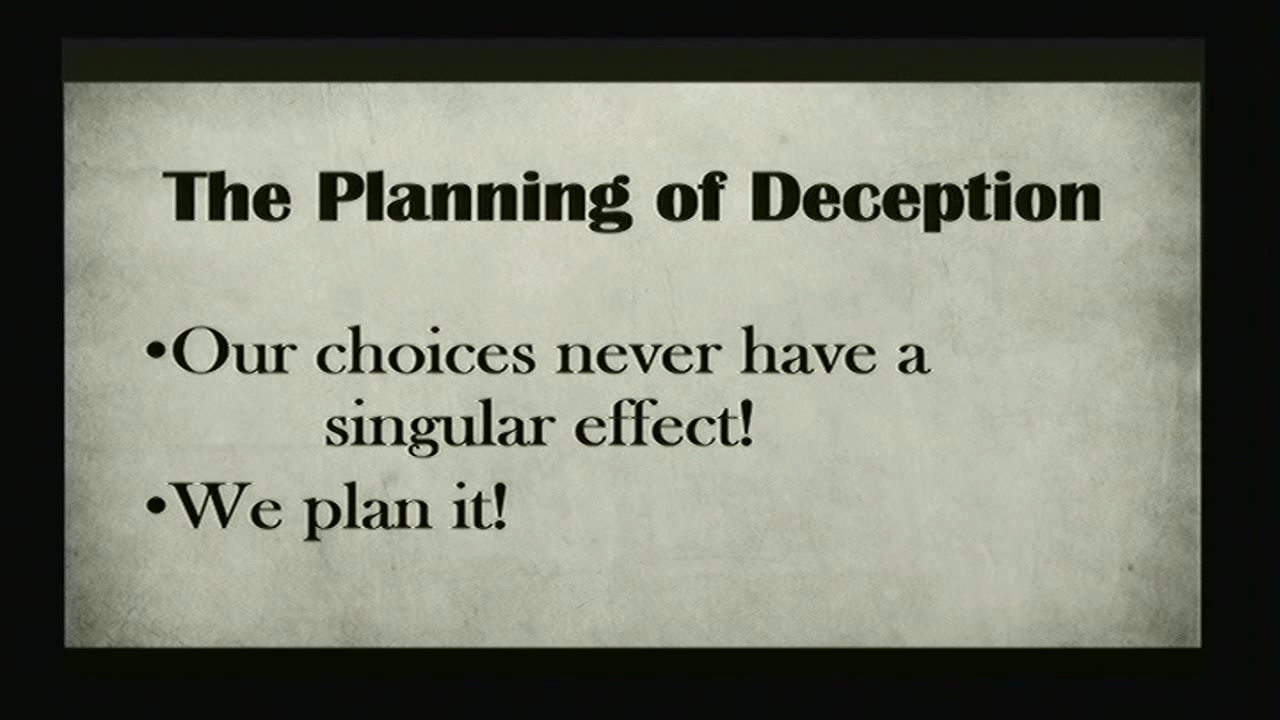 The Planning of Deception
•Our choices never have a
singular effect!
•We plan it!